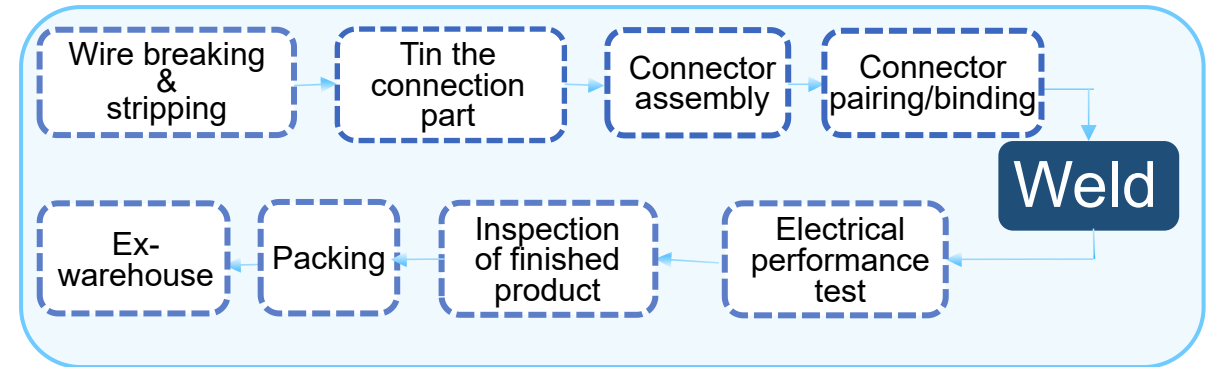 Wire breaking
&
stripping
Tin the
connection
part
Connector
assembly
Connector
pairing/binding
Weld
Electrical
performance
test
Inspection
of finished
product
Packing
Ex-
warehouse